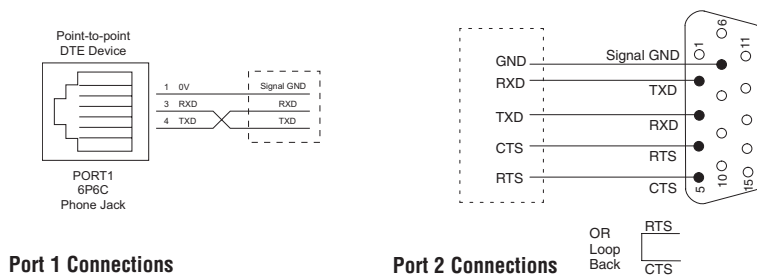 Point-to-point
DTE Device
1 0V Signal GND
3 RXD RXD
4 TXD TXD
PORT1
6P6C
Phone Jack
Port 1 Connections
GND Signal GND
RXD TXD
TXD RXD
CTS RTS
RTS CTS
1
6
11
5
10
15
OR
Loop
Back
RTS
CTS
Port 2 Connections